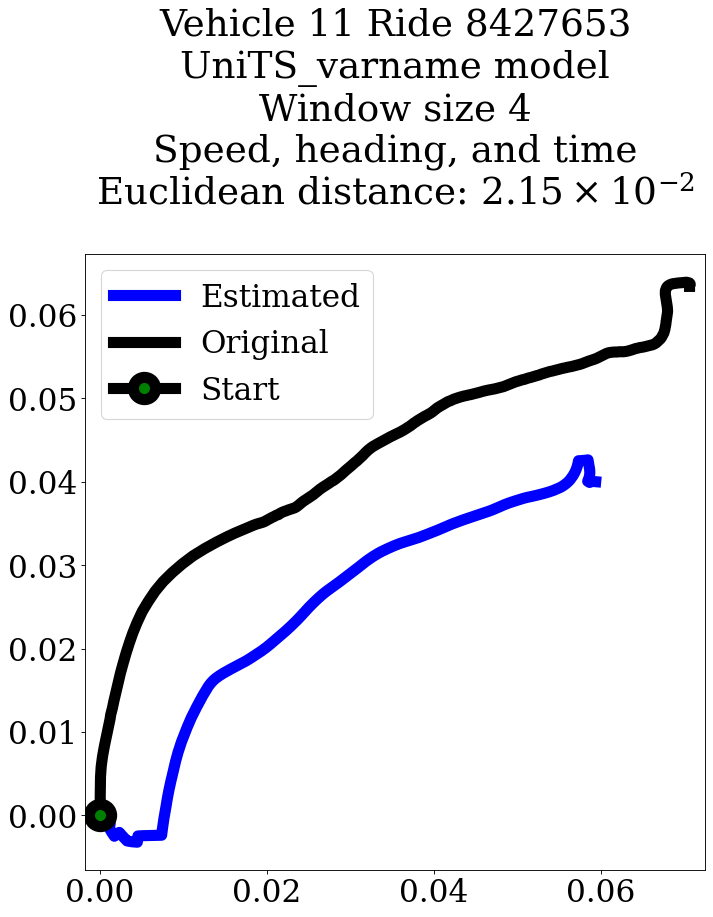 Vehicle 11 Ride 8427653
UniTS_varname model
Window size 4
Speed, heading, and time
Euclidean distance: 2.15 × 10⁻²
Estimated
Original
Start
0.06
0.05
0.04
0.03
0.02
0.01
0.00
0.00 0.02 0.04 0.06